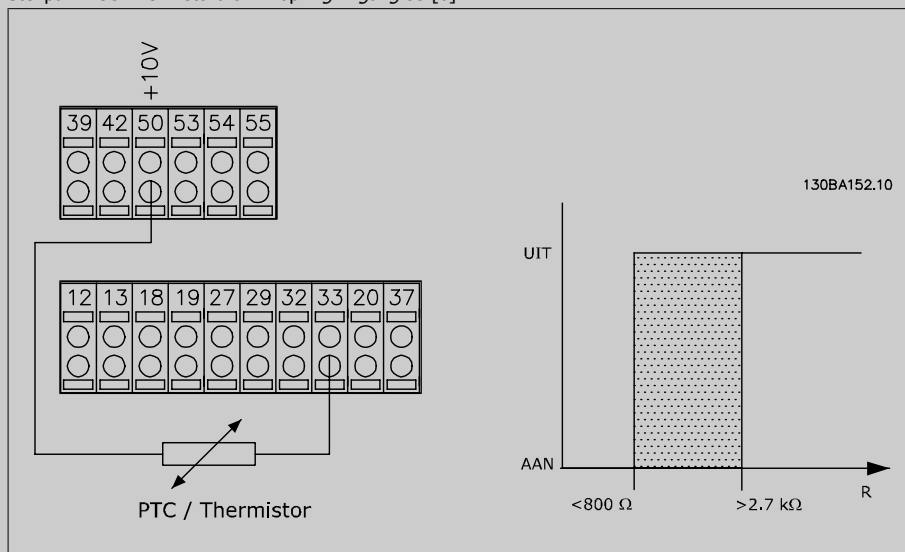 +10V
39 42 50 53 54 55
130BA152.10
UIT
12 13 18 19 27 29 32 33 20 37
AAN
R
<800 Ω
>2.7 kΩ
PTC / Thermistor